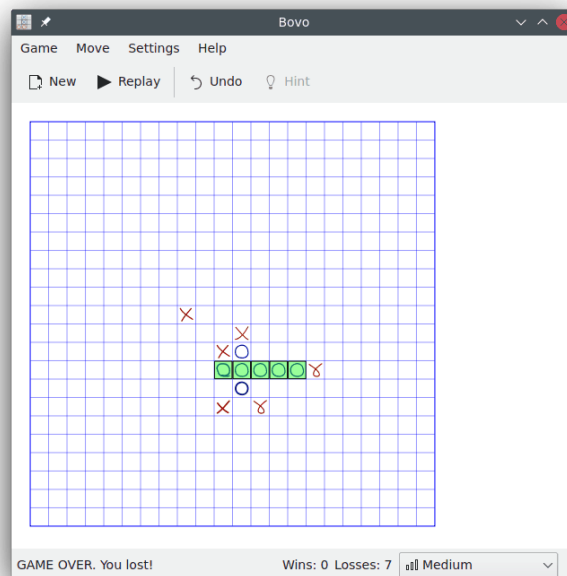 Bovo
Game Move Settings Help
New Replay Undo Hint
GAME OVER. You lost! Wins: 0 Losses: 7 Medium